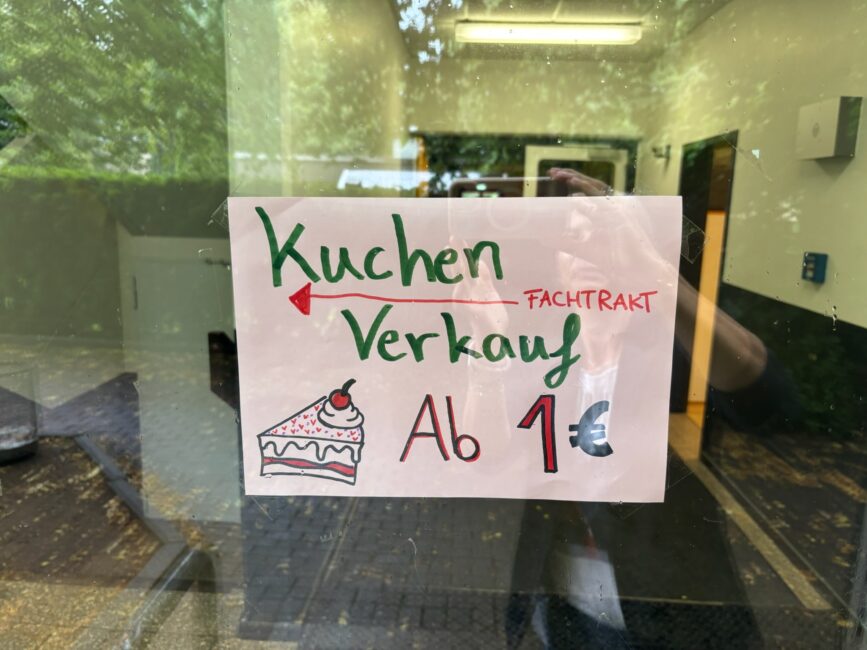 Kuchen
FACHTRAKT
Verkauf
Ab 1€